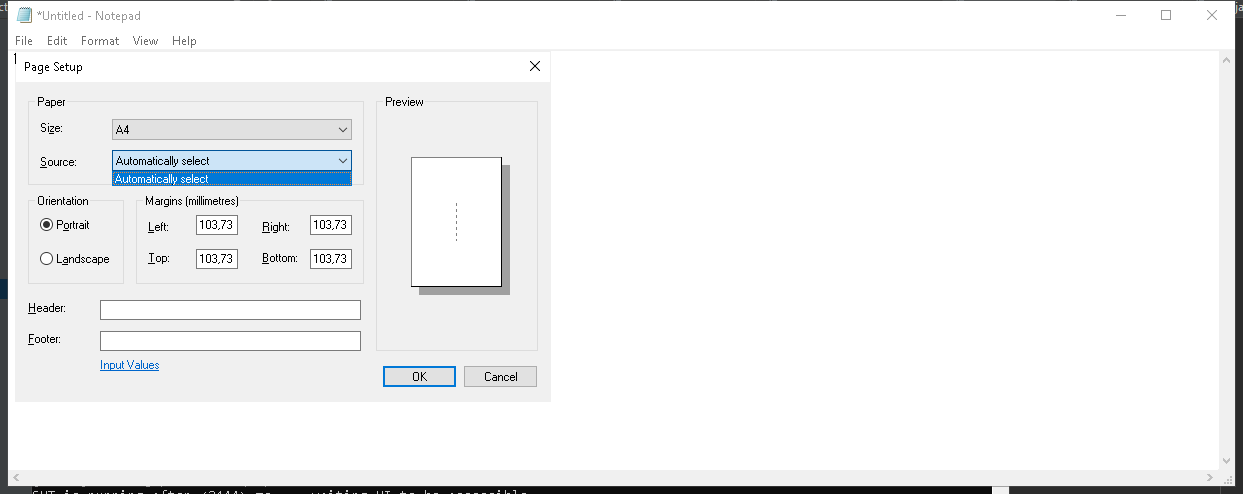 *Untitled - Notepad
File Edit Format View Help
Page Setup
Paper
Size: A4
Source: Automatically select
Automatically select
Preview
Orientation
Portrait
Landscape
Margins (millimetres)
Left: 103,73 Right: 103,73
Top: 103,73 Bottom: 103,73
Header:
Footer:
Input Values
OK Cancel